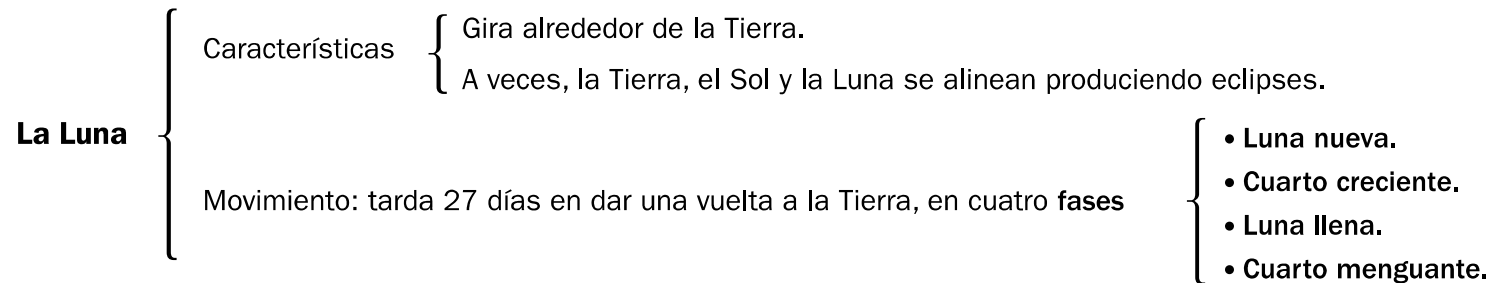 La Luna
Características
Gira alrededor de la Tierra.
A veces, la Tierra, el Sol y la Luna se alinean produciendo eclipses.
Movimiento: tarda 27 días en dar una vuelta a la Tierra, en cuatro fases
• Luna nueva.
• Cuarto creciente.
• Luna llena.
• Cuarto menguante.